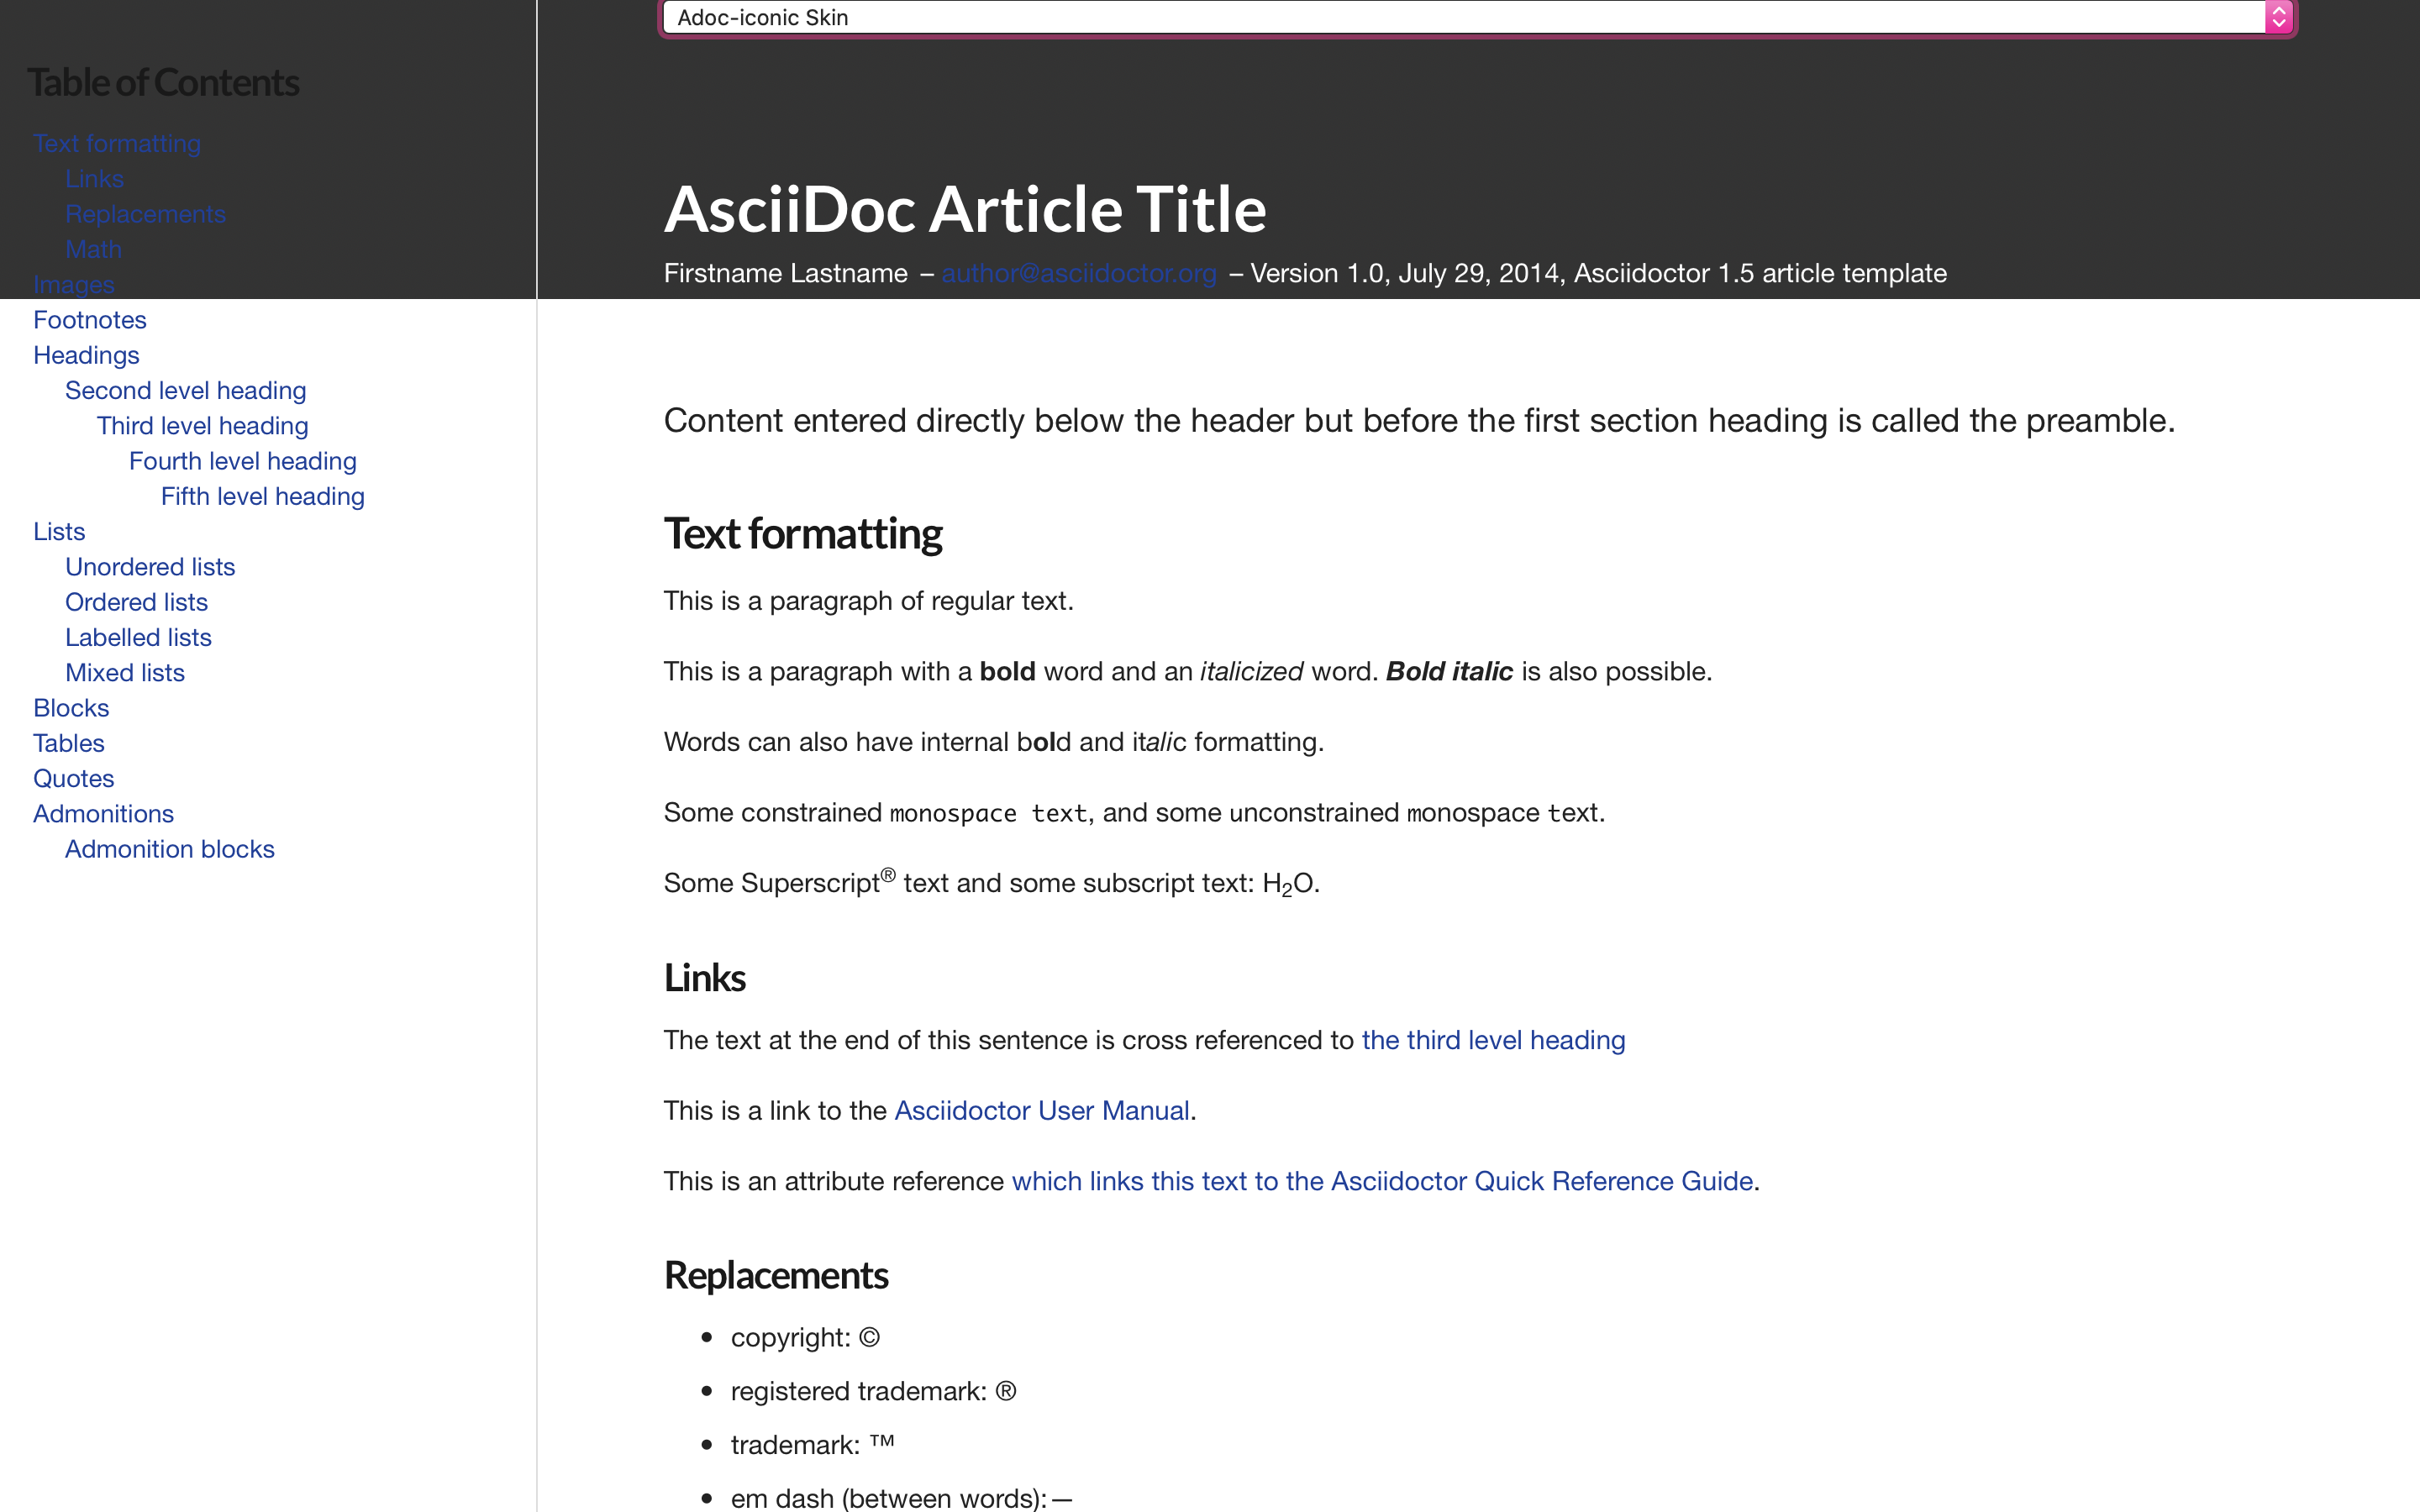 Adoc-iconic Skin
Table of Contents
Text formatting
Links
Replacements
Math
Images
Footnotes
Headings
Second level heading
Third level heading
Fourth level heading
Fifth level heading
Lists
Unordered lists
Ordered lists
Labelled lists
Mixed lists
Blocks
Tables
Quotes
Admonitions
Admonition blocks
AsciiDoc Article Title
Firstname Lastname – author@asciidoctor.org – Version 1.0, July 29, 2014, Asciidoctor 1.5 article template
Content entered directly below the header but before the first section heading is called the preamble.
Text formatting
This is a paragraph of regular text.
This is a paragraph with a bold word and an italicized word. Bold italic is also possible.
Words can also have internal bold and italic formatting.
Some constrained monospace text, and some unconstrained monospace text.
Some Superscript® text and some subscript text: H₂O.
Links
The text at the end of this sentence is cross referenced to the third level heading
This is a link to the Asciidoctor User Manual.
This is an attribute reference which links this text to the Asciidoctor Quick Reference Guide.
Replacements
• copyright: ©
• registered trademark: ®
• trademark: ™
• em dash (between words):—